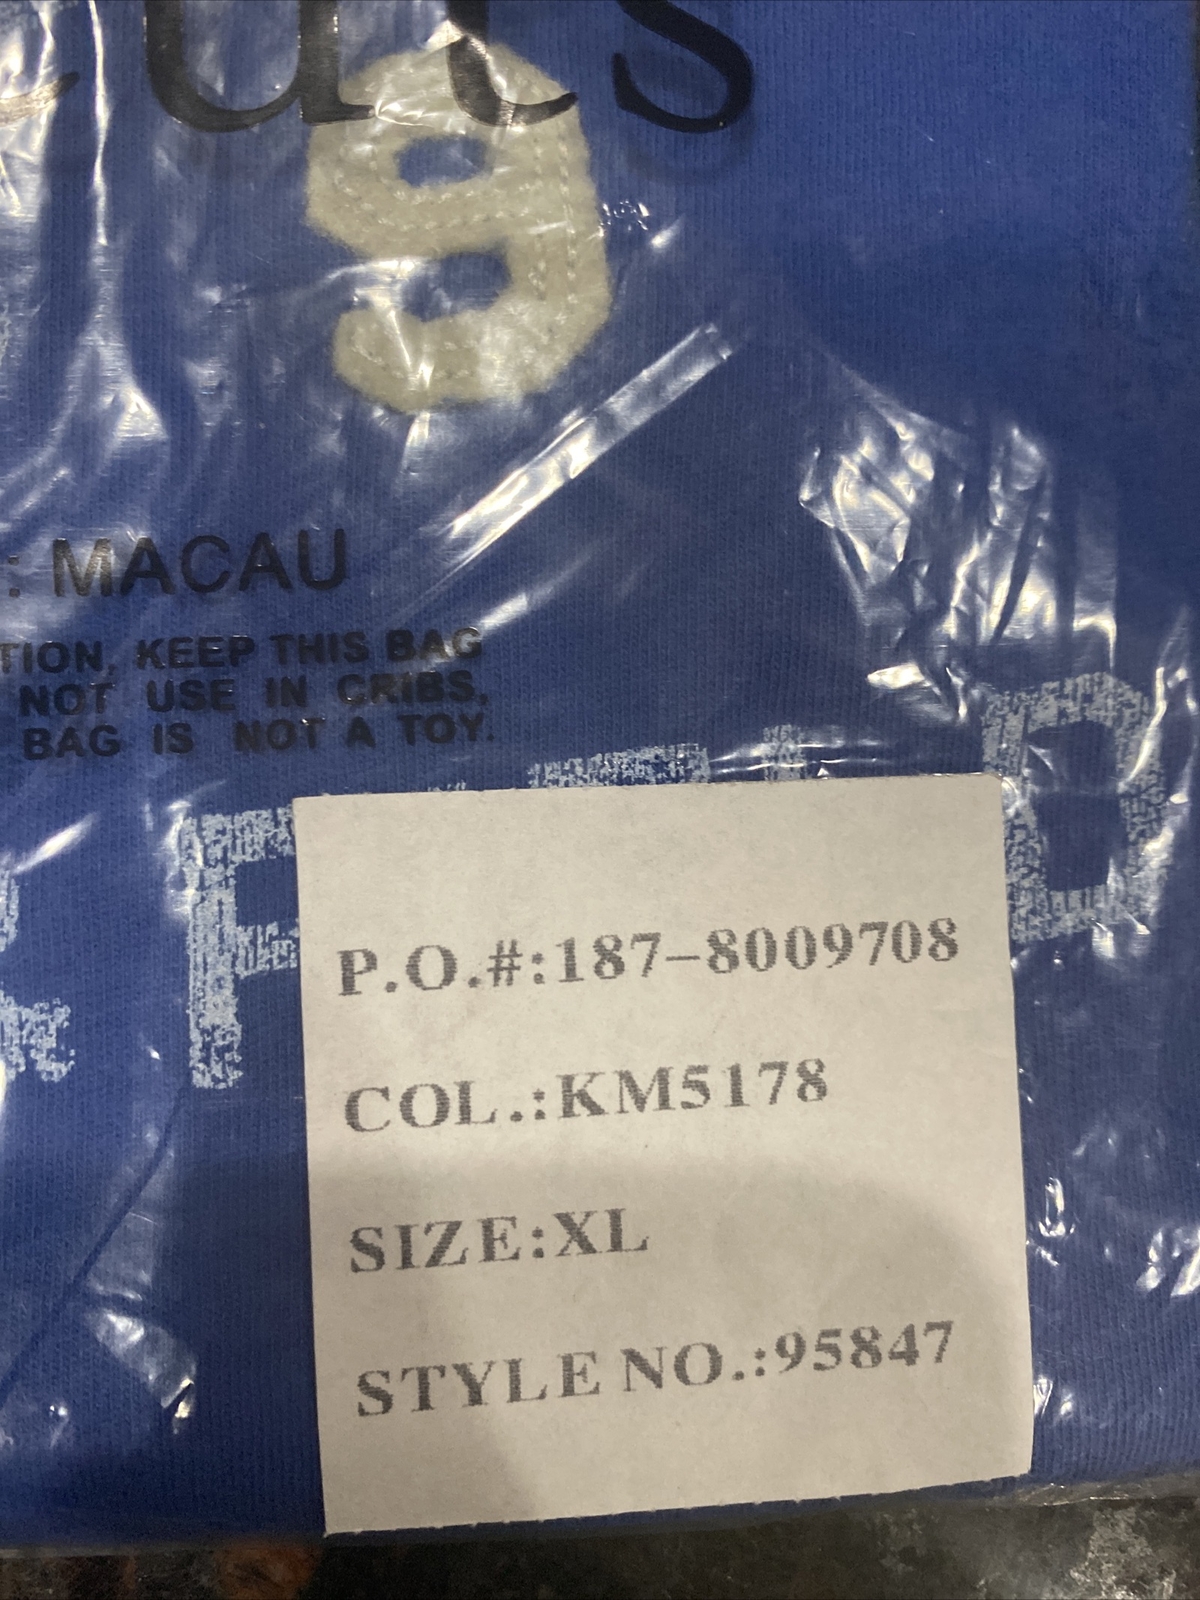 9
: MACAU
TION, KEEP THIS BAG
NOT USE IN CRIBS,
BAG IS NOT A TOY.
P.O.#:187-8009708
COL.:KM5178
SIZE:XL
STYLE NO.:95847